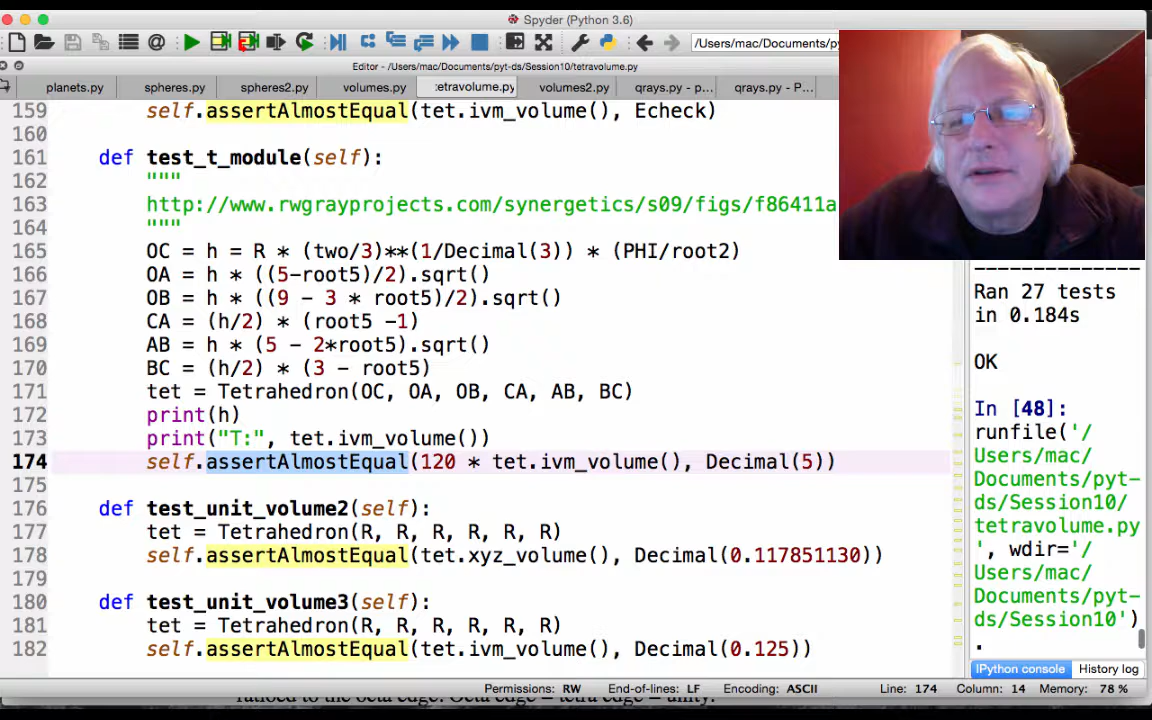 Spyder (Python 3.6)
/Users/mac/Documents/py
Editor - /Users/mac/Documents/pyt-ds/Session10/tetravolume.py
planets.py spheres.py spheres2.py volumes.py :etravolume.py volumes2.py qrays.py - p... qrays.py - P...
159 self.assertAlmostEqual(tet.ivm_volume(), Echeck)
160
161 def test_t_module(self):
162 """
163 http://www.rwgrayprojects.com/synergetics/s09/figs/f86411a
164 """
165 OC = h = R * (two/3)**(1/Decimal(3)) * (PHI/root2)
166 OA = h * ((5-root5)/2).sqrt()
167 OB = h * ((9 - 3 * root5)/2).sqrt()
168 CA = (h/2) * (root5 -1)
169 AB = h * (5 - 2*root5).sqrt()
170 BC = (h/2) * (3 - root5)
171 tet = Tetrahedron(OC, OA, OB, CA, AB, BC)
172 print(h)
173 print("T:", tet.ivm_volume())
174 self.assertAlmostEqual(120 * tet.ivm_volume(), Decimal(5))
175
176 def test_unit_volume2(self):
177 tet = Tetrahedron(R, R, R, R, R, R)
178 self.assertAlmostEqual(tet.xyz_volume(), Decimal(0.117851130))
179
180 def test_unit_volume3(self):
181 tet = Tetrahedron(R, R, R, R, R, R)
182 self.assertAlmostEqual(tet.ivm_volume(), Decimal(0.125))
--------------
Ran 27 tests
in 0.184s
OK
In [48]:
runfile('/
Users/mac/
Documents/pyt-
ds/Session10/
tetravolume.py
', wdir='/
Users/mac/
Documents/pyt-
ds/Session10')
.
IPython console History log
Permissions: RW End-of-lines: LF Encoding: ASCII Line: 174 Column: 14 Memory: 78 %